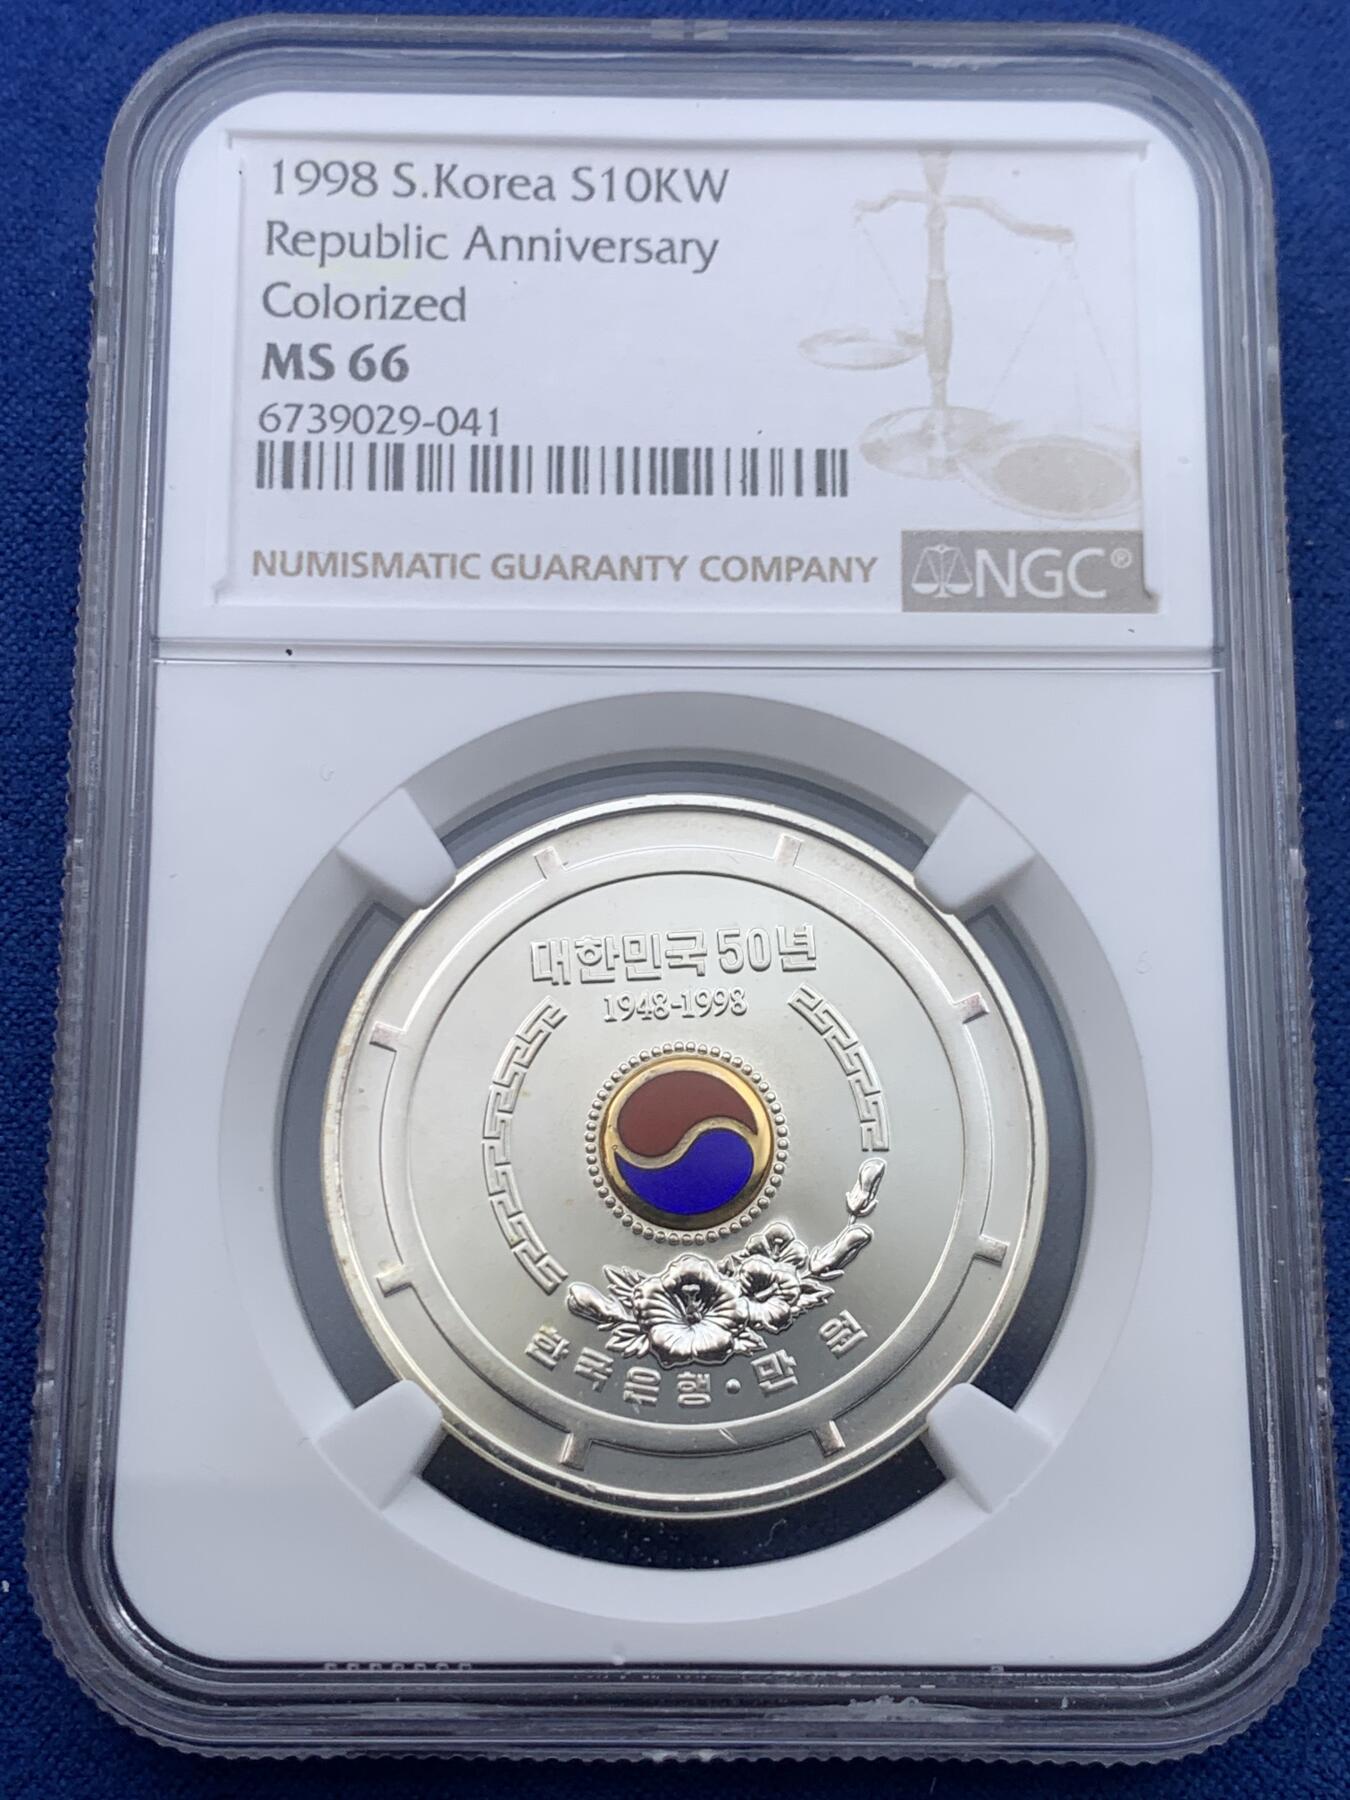 1998 S.Korea S10KW
Republic Anniversary
Colorized
MS 66
6739029-041
NUMISMATIC GUARANTY COMPANY
NGC®
대한민국 50년
1948-1998
한국은행·만원